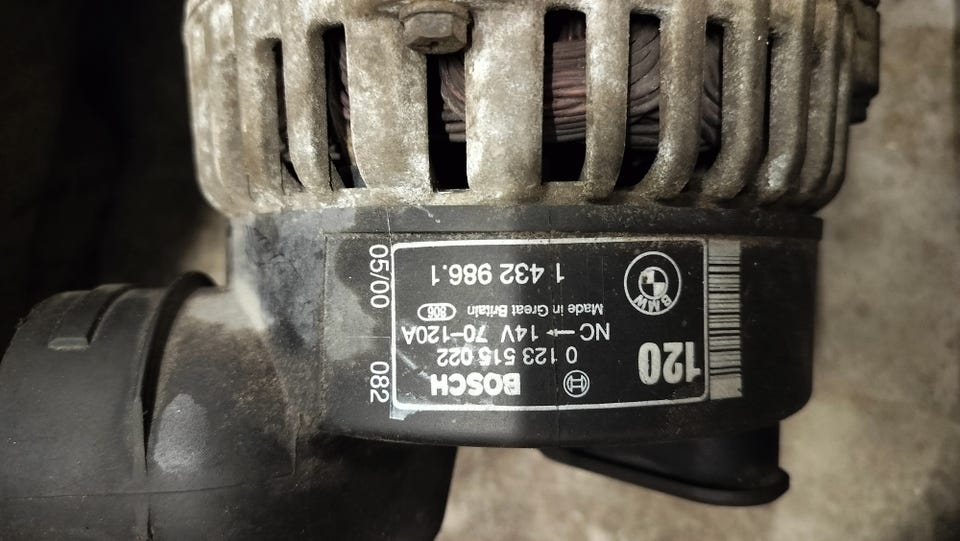 BOSCH
0 123 515 022
NC 14V 70-120A
Made in Great Britain 806
1 432 986.1
120
BMW
082
05/00